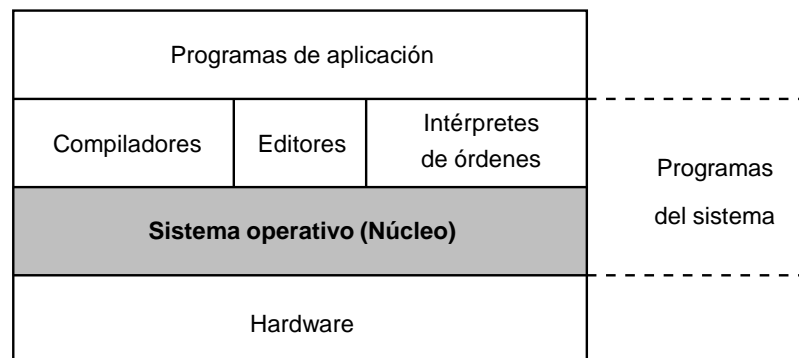 Programas de aplicación
Compiladores
Editores
Intérpretes
de órdenes
Programas
del sistema
Sistema operativo (Núcleo)
Hardware